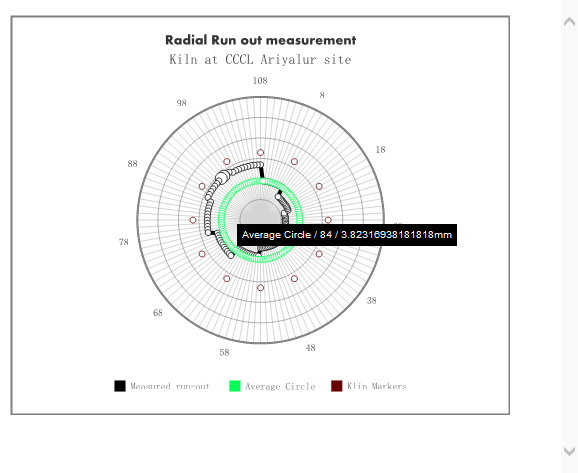 Radial Run out measurement
Kiln at CCCL Ariyalur site
108
98
8
88
18
78
Average Circle / 84 / 3.82316938181818mm
68
38
58
48
Measured run-out
Average Circle
Klin Markers